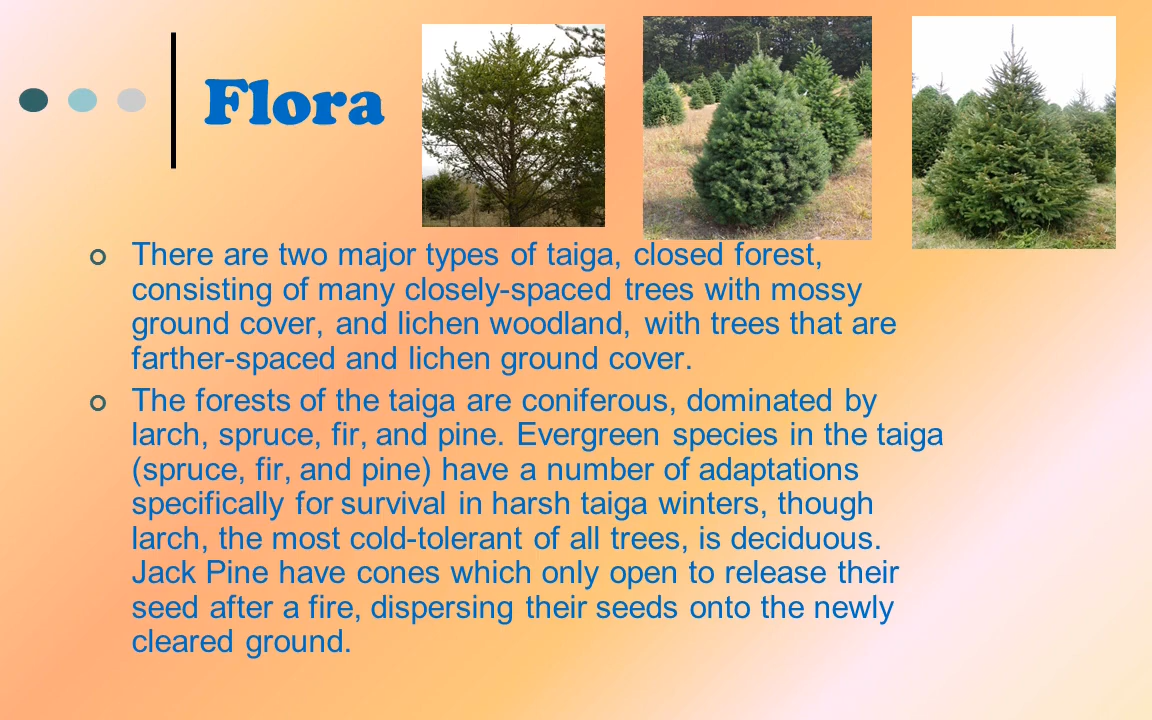 Flora
There are two major types of taiga, closed forest,
consisting of many closely-spaced trees with mossy
ground cover, and lichen woodland, with trees that are
farther-spaced and lichen ground cover.
The forests of the taiga are coniferous, dominated by
larch, spruce, fir, and pine. Evergreen species in the taiga
(spruce, fir, and pine) have a number of adaptations
specifically for survival in harsh taiga winters, though
larch, the most cold-tolerant of all trees, is deciduous.
Jack Pine have cones which only open to release their
seed after a fire, dispersing their seeds onto the newly
cleared ground.